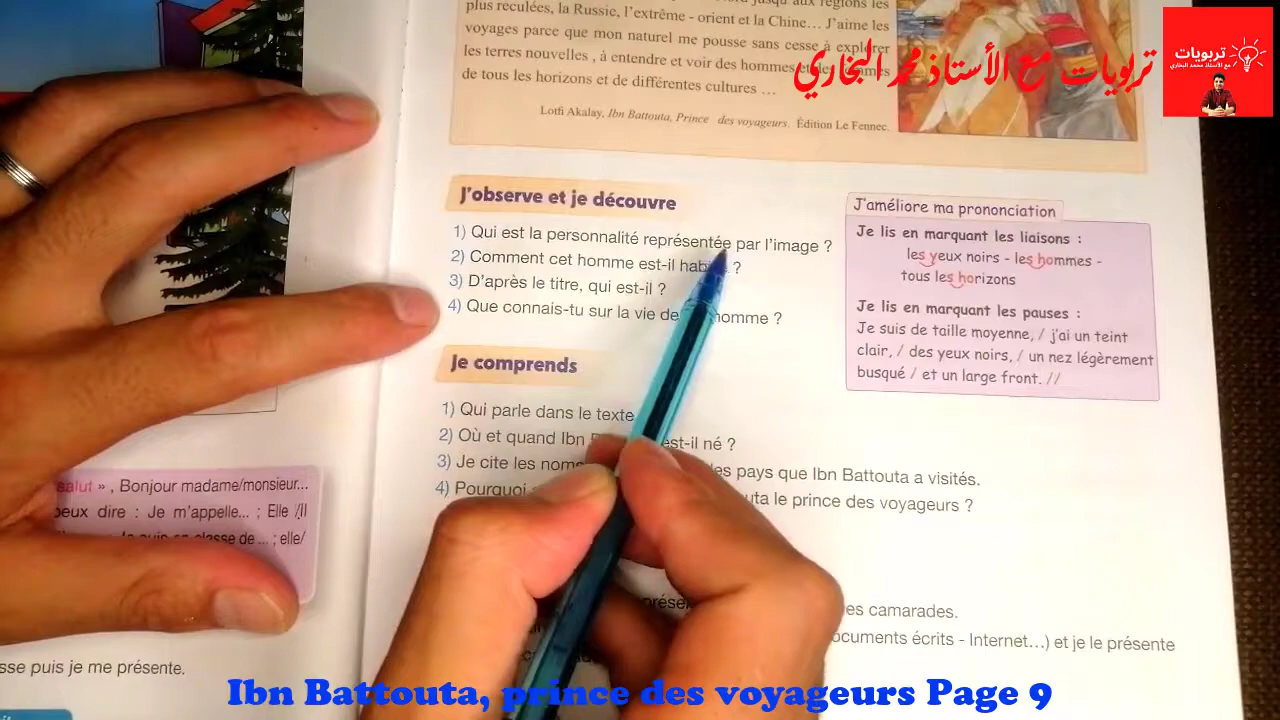 plus reculées, la Russie, l'extrême - orient et la Chine... J'aime les
voyages parce que mon naturel me pousse sans cesse à explorer
les terres nouvelles , à entendre et voir des hommes et
de tous les horizons et de différentes cultures ...
Lotfi Akalay, Ibn Battouta, Prince des voyageurs. Édition Le Fennec.
تربويات مع الأستاذ محمد البخاري
تربويات
مع الأستاذ محمد البخاري
J'observe et je découvre
1) Qui est la personnalité représentée par l'image ?
2) Comment cet homme est-il ?
3) D'après le titre, qui est-il ?
4) Que connais-tu sur la vie de homme ?
J'améliore ma prononciation
Je lis en marquant les liaisons :
les yeux noirs - les hommes -
tous les horizons
Je lis en marquant les pauses :
Je suis de taille moyenne, / j'ai un teint
clair, / des yeux noirs, / un nez légèrement
busqué / et un large front. //
Je comprends
1) Qui parle dans le texte
2) Où et quand Ibn est-il né ?
3) Je cite les noms des pays que Ibn Battouta a visités.
4) Pourquoi le prince des voyageurs ?
camarades.
écrits - Internet...) et je le présente
salut » , Bonjour madame/monsieur...
peux dire : Je m'appelle... ; Elle /il
de ... ; elle/
puis je me présente.
Ibn Battouta, prince des voyageurs Page 9